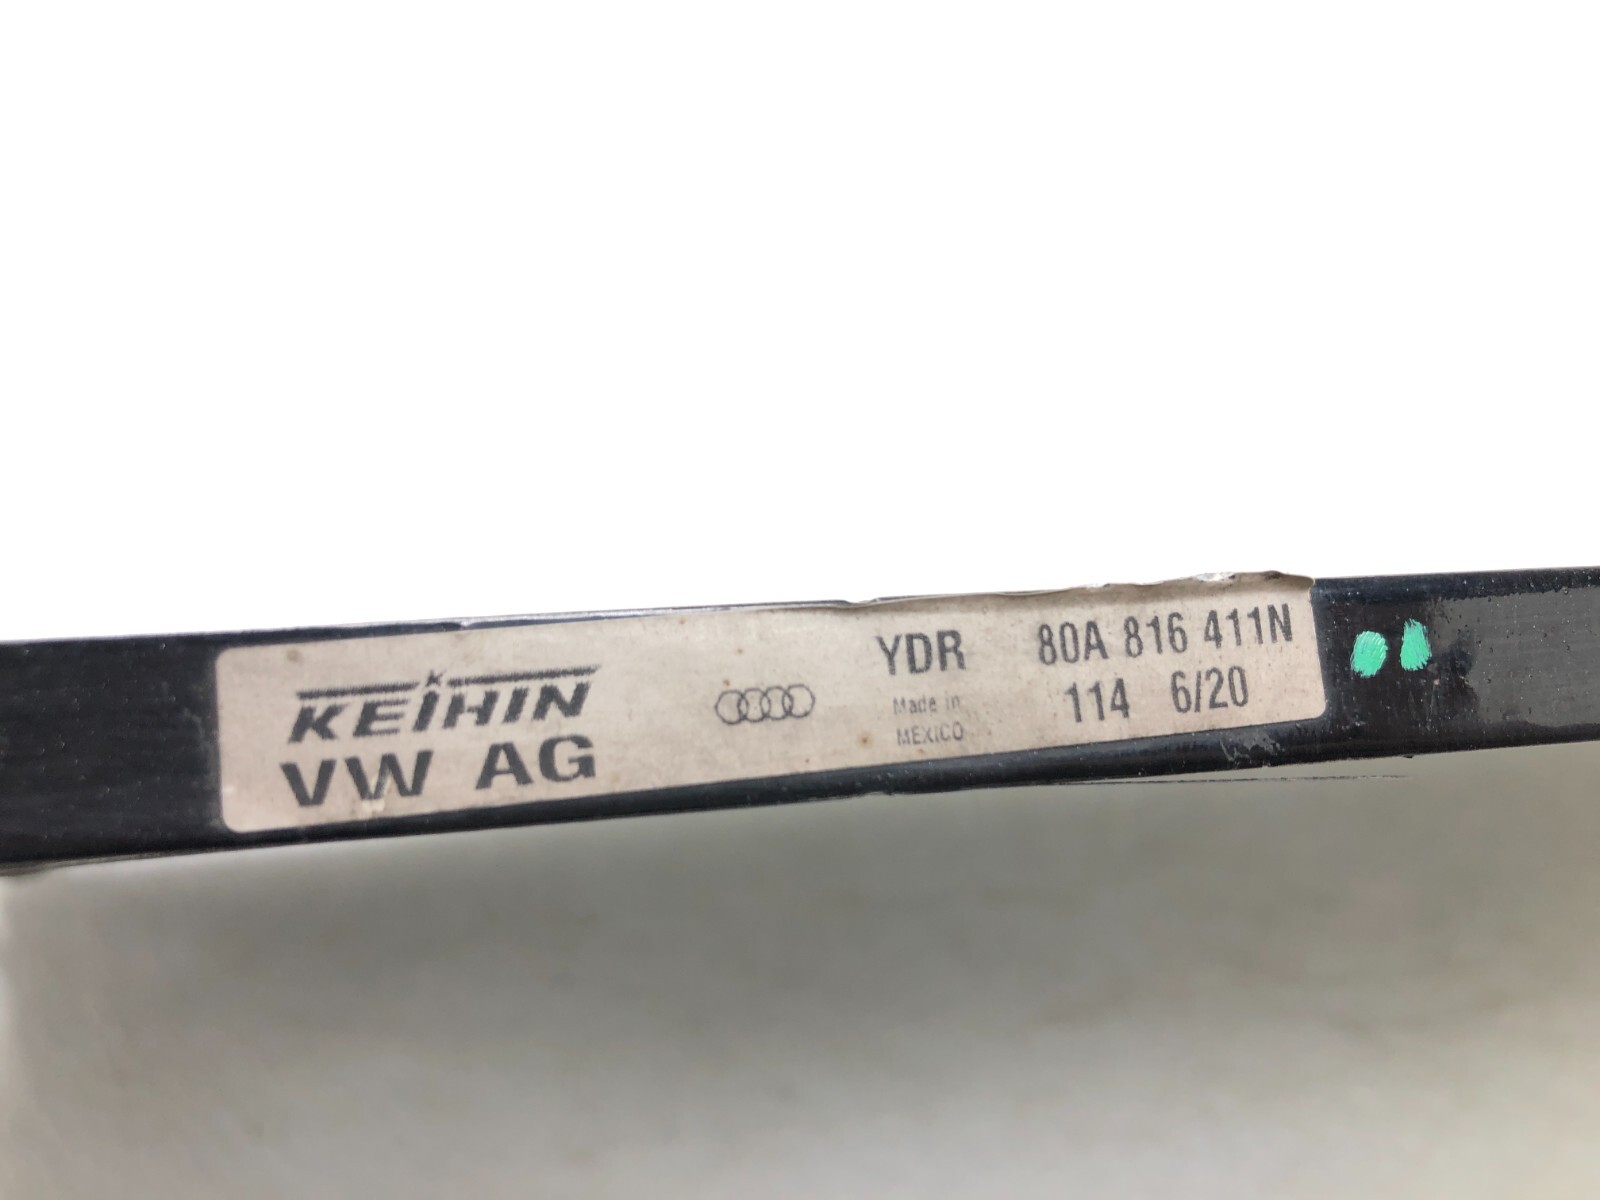 KEIHIN
VW AG
YDR 80A 816 411N
Made in 114 6/20
MEXICO